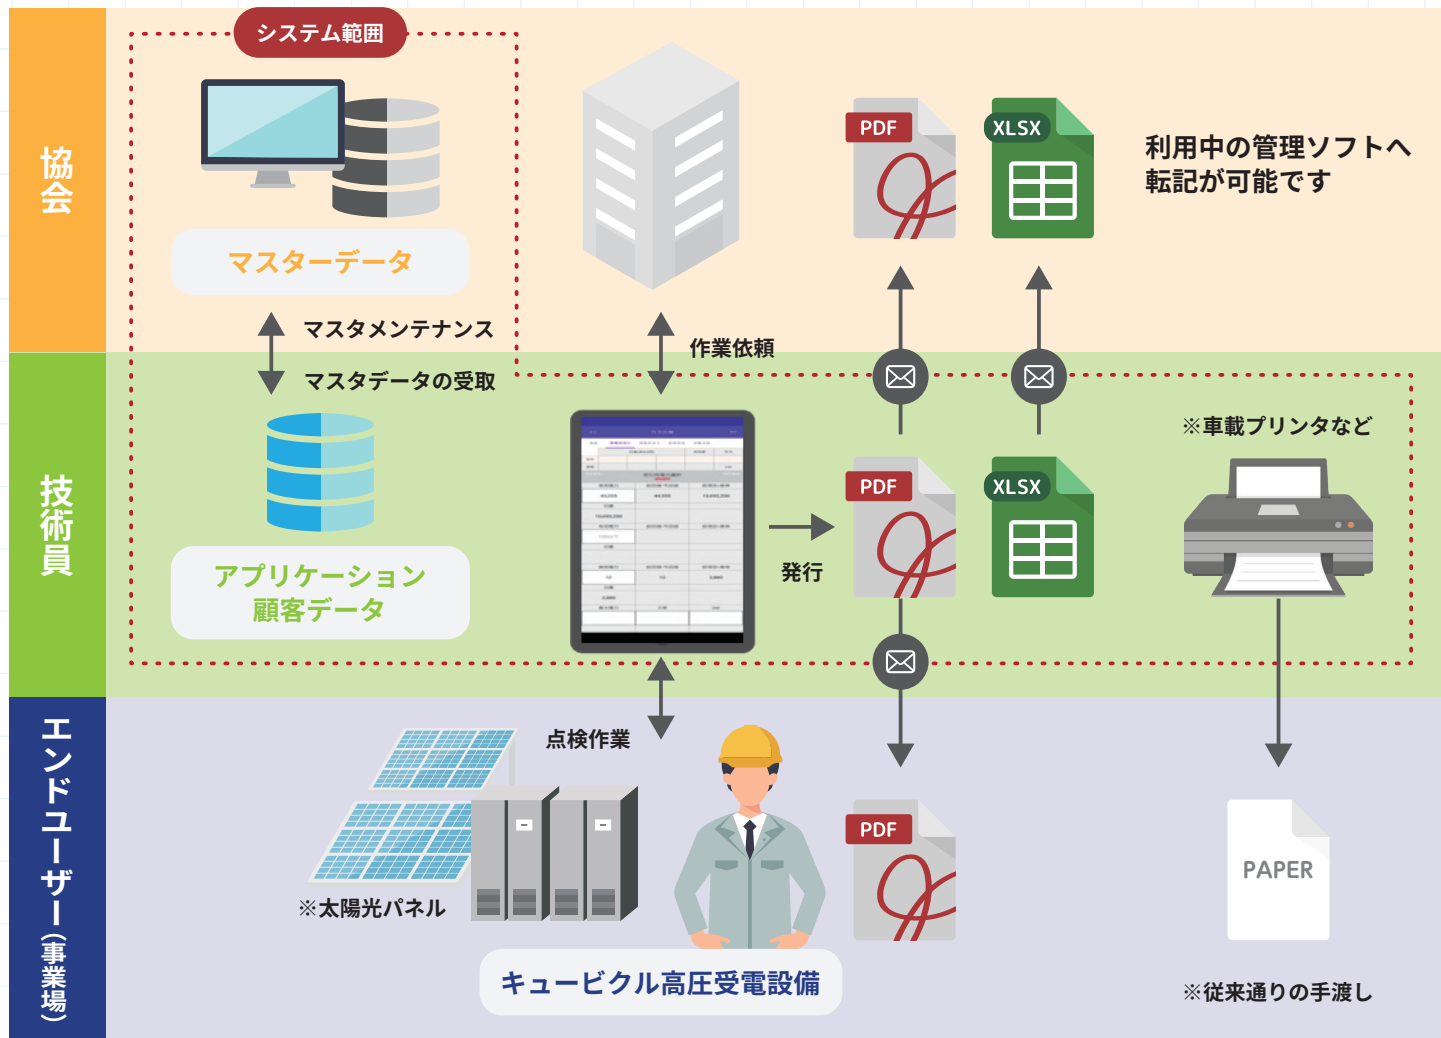 システム範囲
協会
マスターデータ
マスタメンテナンス
マスタデータの受取
作業依頼
PDF
XLSX
利用中の管理ソフトへ
転記が可能です
技術員
アプリケーション
顧客データ
発行
PDF
XLSX
※車載プリンタなど
エンドユーザー（事業場）
点検作業
※太陽光パネル
キュービクル高圧受電設備
PDF
PAPER
※従来通りの手渡し